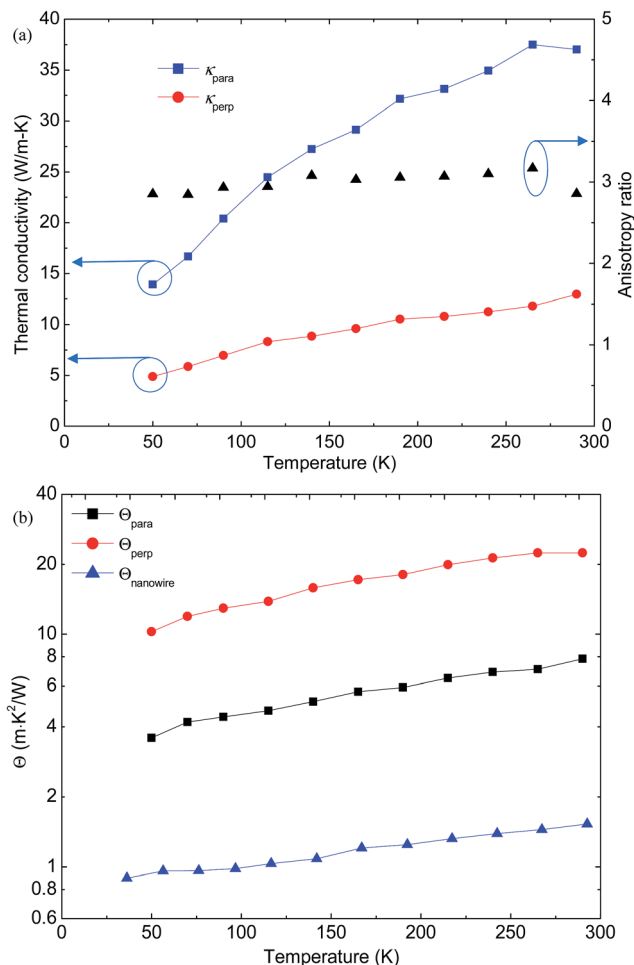 (a)
40
35
30
25
20
15
10
5
0
Thermal conductivity (W/m-K)
κpara
κperp
5
4
3
2
1
0
Anisotropy ratio
0 50 100 150 200 250 300
Temperature (K)
(b)
40
20
10
8
6
4
2
1
0.8
0.6
Θ (m·K²/W)
Θpara
Θperp
Θnanowire
0 50 100 150 200 250 300
Temperature (K)